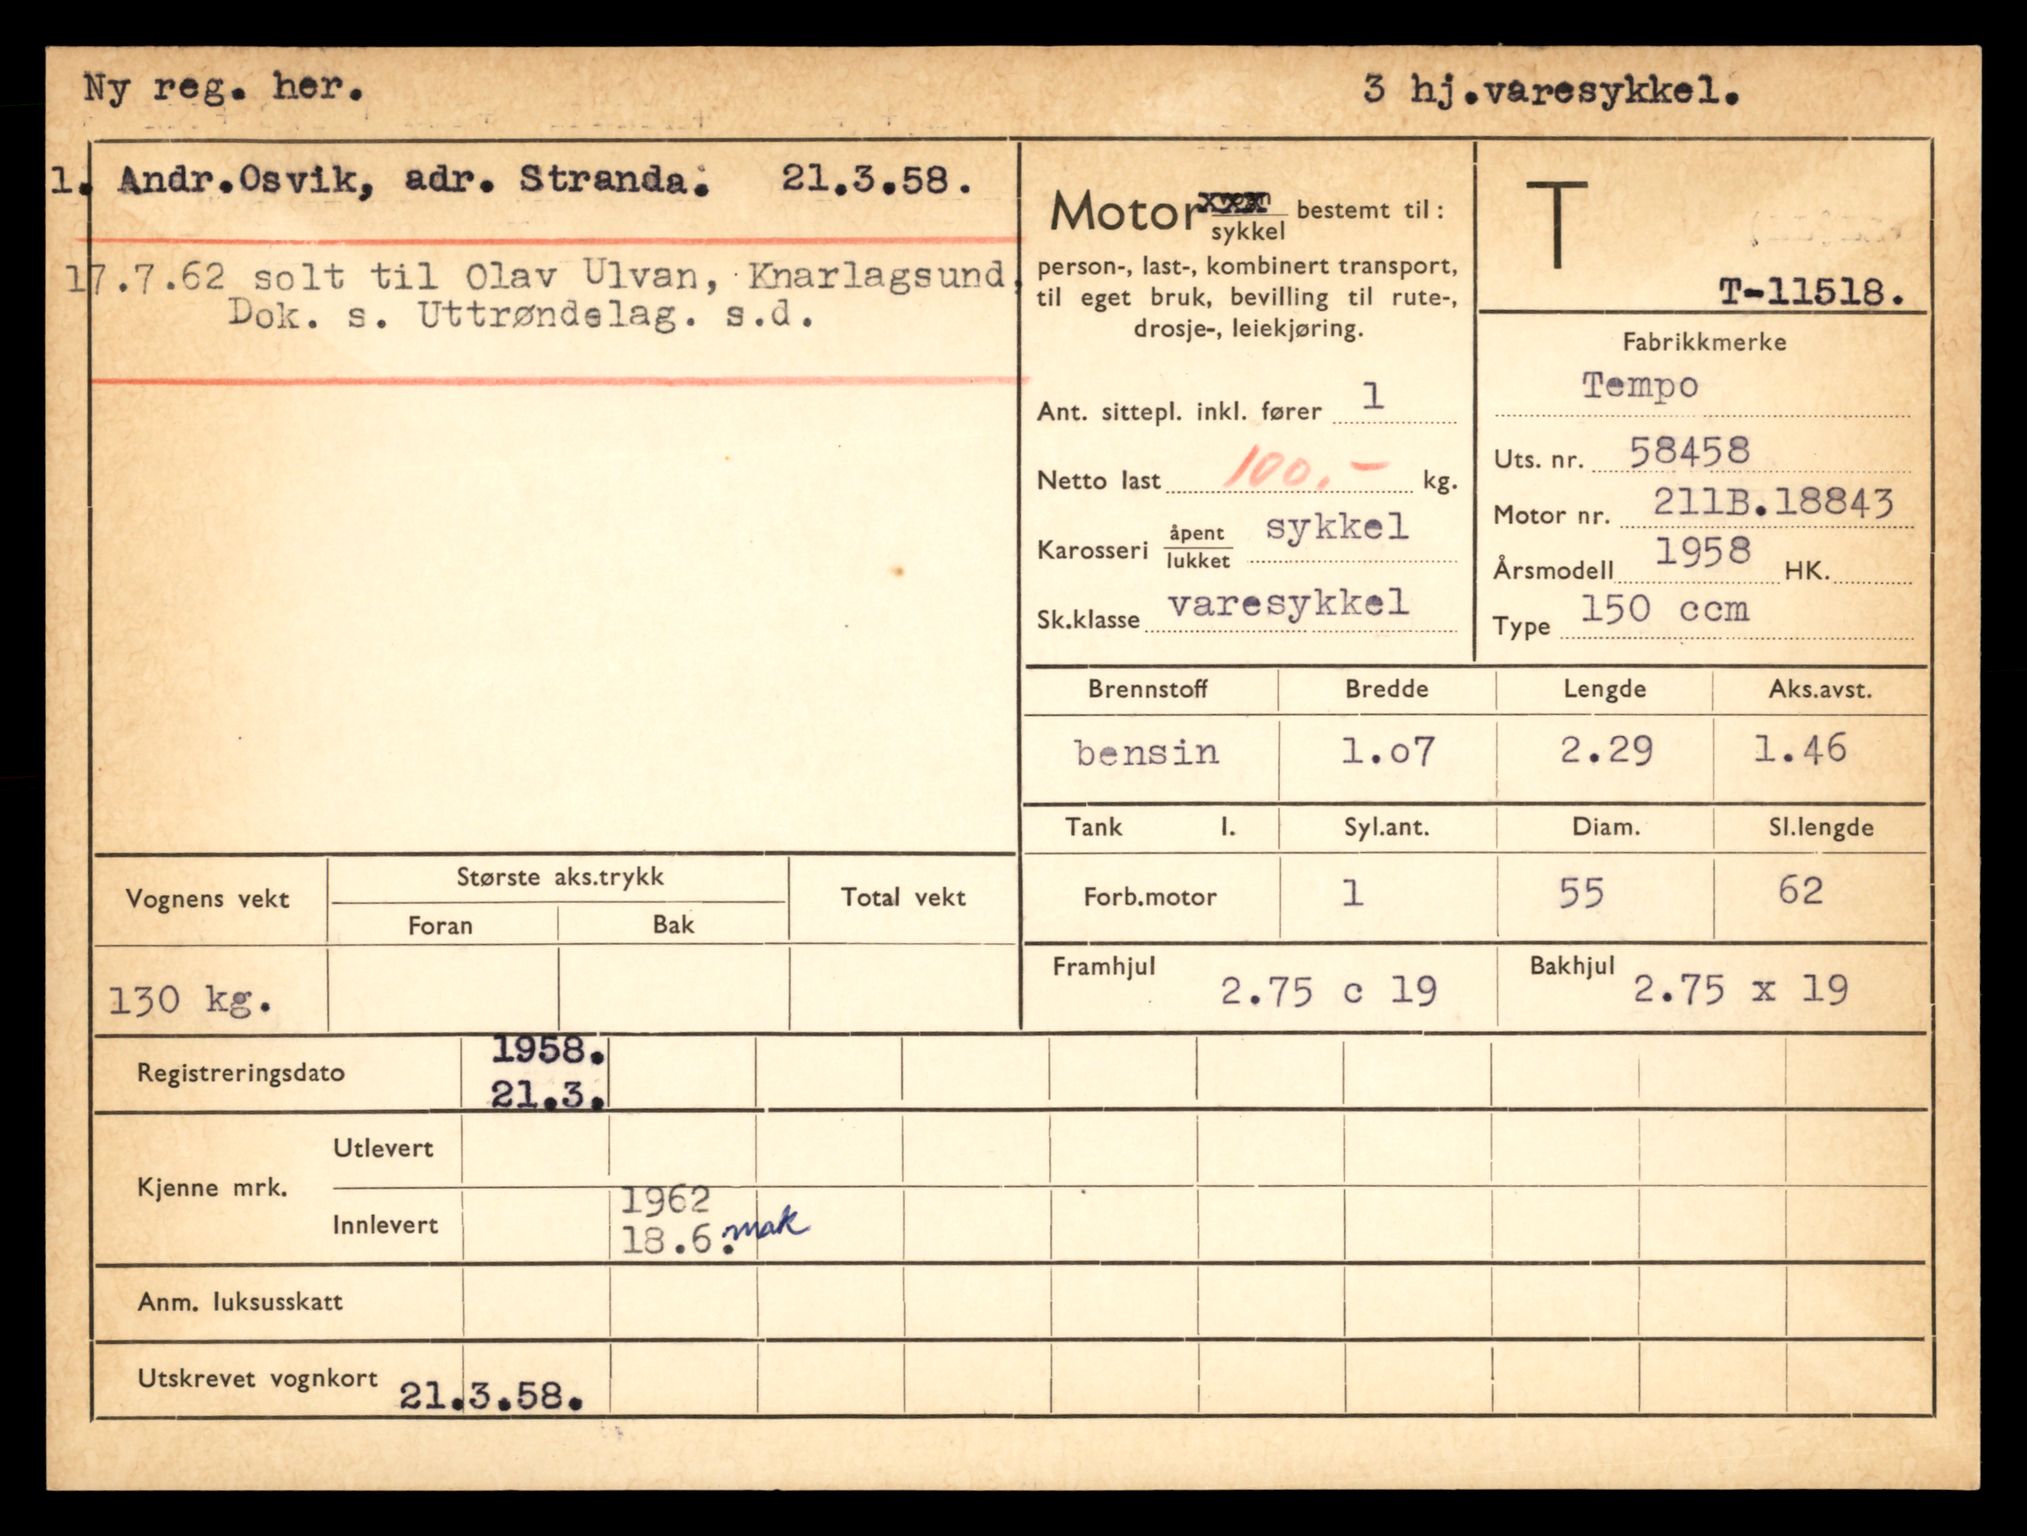 Ny reg. her.
3 hj.varesykkel.
1. Andr.Osvik, adr. Stranda. 21.3.58.
17.7.62 solt til Olav Ulvan, Knarlagsund,
Dok. s. Uttrøndelag. s.d.
Motor xxx bestemt til :
sykkel
person-, last-, kombinert transport,
til eget bruk, bevilling til rute-,
drosje-, leiekjøring.
Ant. sittepl. inkl. fører 1
Netto last 100.- kg.
Karosseri åpent sykkel
lukket
Sk.klasse varesykkel
T
T-11518.
Fabrikkmerke
Tempo
Uts. nr. 58458
Motor nr. 211B.18843
Årsmodell 1958 HK.
Type 150 ccm
Brennstoff Bredde Lengde Aks.avst.
bensin 1.o7 2.29 1.46
Tank l. Syl.ant. Diam. Sl.lengde
Forb.motor 1 55 62
Framhjul 2.75 c 19 Bakhjul 2.75 x 19
Vognens vekt Største aks.trykk Total vekt
Foran Bak
130 kg.
Registreringsdato 1958.
21.3.
Kjenne mrk. Utlevert
Innlevert 1962
18.6. mak
Anm. luksusskatt
Utskrevet vognkort 21.3.58.